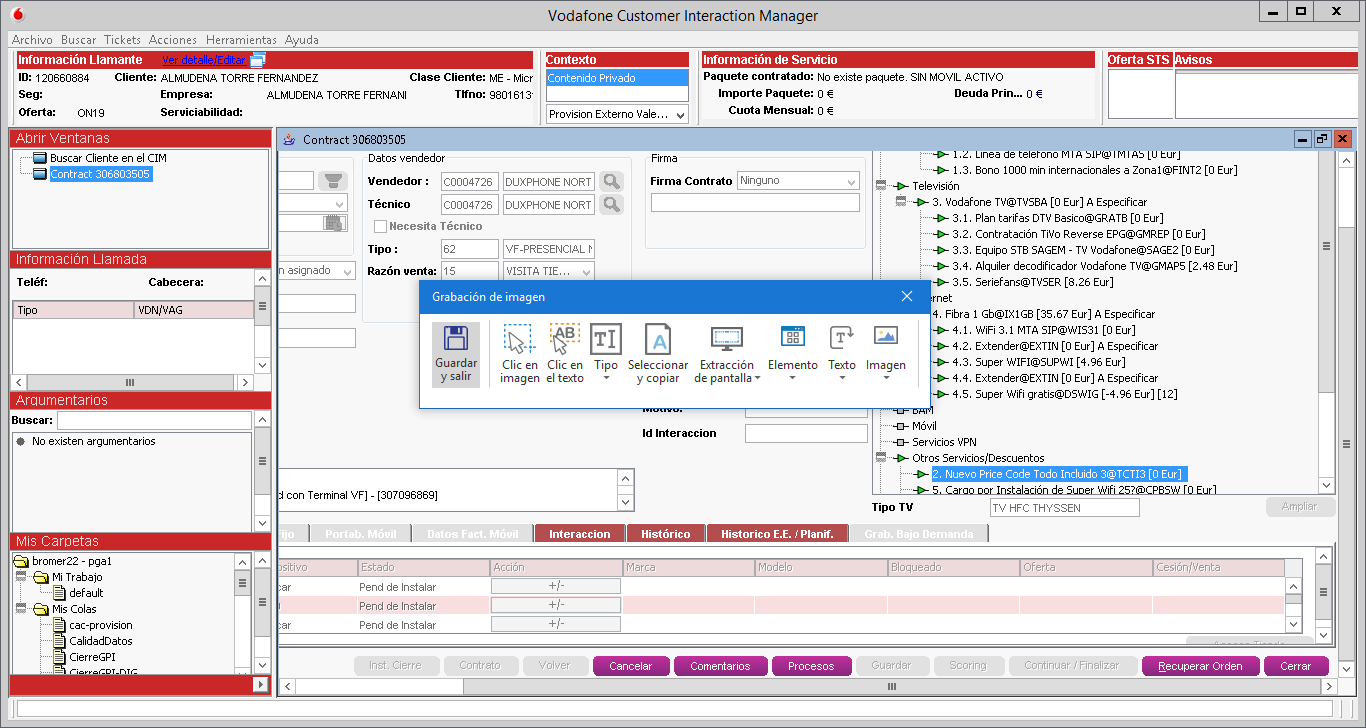 Vodafone Customer Interaction Manager
Archivo Buscar Tickets Acciones Herramientas Ayuda
Información Llamante Ver detalle/Editar
ID: 120660884 Cliente: ALMUDENA TORRE FERNANDEZ Clase Cliente: ME - Micr
Seg: Empresa: ALMUDENA TORRE FERNANI Tlfno: 9801613
Oferta: ON19 Serviciabilidad:
Contexto
Contenido Privado
Provision Externo Vale...
Información de Servicio
Paquete contratado: No existe paquete. SIN MOVIL ACTIVO
Importe Paquete: 0 € Deuda Prin... 0 €
Cuota Mensual: 0 €
Oferta STS Avisos
Abrir Ventanas
Buscar Cliente en el CIM
Contract 306803505
Información Llamada
Teléf: Cabecera:
Tipo VDN/VAG
Argumentarios
Buscar:
No existen argumentarios
Mis Carpetas
bromer22 - pga1
Mi Trabajo
default
Mis Colas
cac-provision
CalidadDatos
CierreGPI
CierreGPI-DIG
Contract 306803505
Datos vendedor
Vendedor : C0004726 DUXPHONE NORT
Técnico C0004726 DUXPHONE NORT
Necesita Técnico
Tipo : 62 VF-PRESENCIAL
Razón venta: 15 VISITA TIE...
n asignado
Firma
Firma Contrato Ninguno
1.2. Linea de telefono MTA SIP@TMTAS [0 Eur]
1.3. Bono 1000 min internacionales a Zona1@FINT2 [0 Eur]
Televisión
3. Vodafone TV@TVSBA [0 Eur] A Especificar
3.1. Plan tarifas DTV Basico@GRATB [0 Eur]
3.2. Contratación TiVo Reverse EPG@GMREP [0 Eur]
3.3. Equipo STB SAGEM - TV Vodafone@SAGE2 [0 Eur]
3.4. Alquiler decodificador Vodafone TV@GMAP5 [2.48 Eur]
3.5. Seriefans@TVSER [8.26 Eur]
ernet
4. Fibra 1 Gb@IX1GB [35.67 Eur] A Especificar
4.1. WiFi 3.1 MTA SIP@WIS31 [0 Eur]
4.2. Extender@EXTIN [0 Eur] A Especificar
4.3. Super WIFI@SUPWI [4.96 Eur]
4.4. Extender@EXTIN [0 Eur] A Especificar
4.5. Super Wifi gratis@DSWIG [-4.96 Eur] [12]
BAM
Móvil
Servicios VPN
Otros Servicios/Descuentos
2. Nuevo Price Code Todo Incluido 3@TCTI3 [0 Eur]
5. Cargo por Instalación de Super Wifi 25?@CPBSW [0 Eur]
Tipo TV TV HFC THYSSEN Ampliar
Grabación de imagen
Guardar y salir
Clic en imagen
Clic en el texto
Tipo
Seleccionar y copiar
Extracción de pantalla
Elemento
Texto
Imagen
Motivo:
Id Interaccion
d con Terminal VF] - [307096869]
ijo Portab. Móvil Datos Fact. Móvil Interaccion Histórico Historico E.E. / Planif. Grab. Bajo Demanda
ositivo Estado Acción Marca Modelo Bloqueado Oferta Cesión/Venta
car Pend de Instalar +/-
Pend de Instalar +/-
car Pend de Instalar +/-
Acceso Tienda
Inst. Cierre Contrato Volver Cancelar Comentarios Procesos Guardar Scoring Continuar / Finalizar Recuperar Orden Cerrar